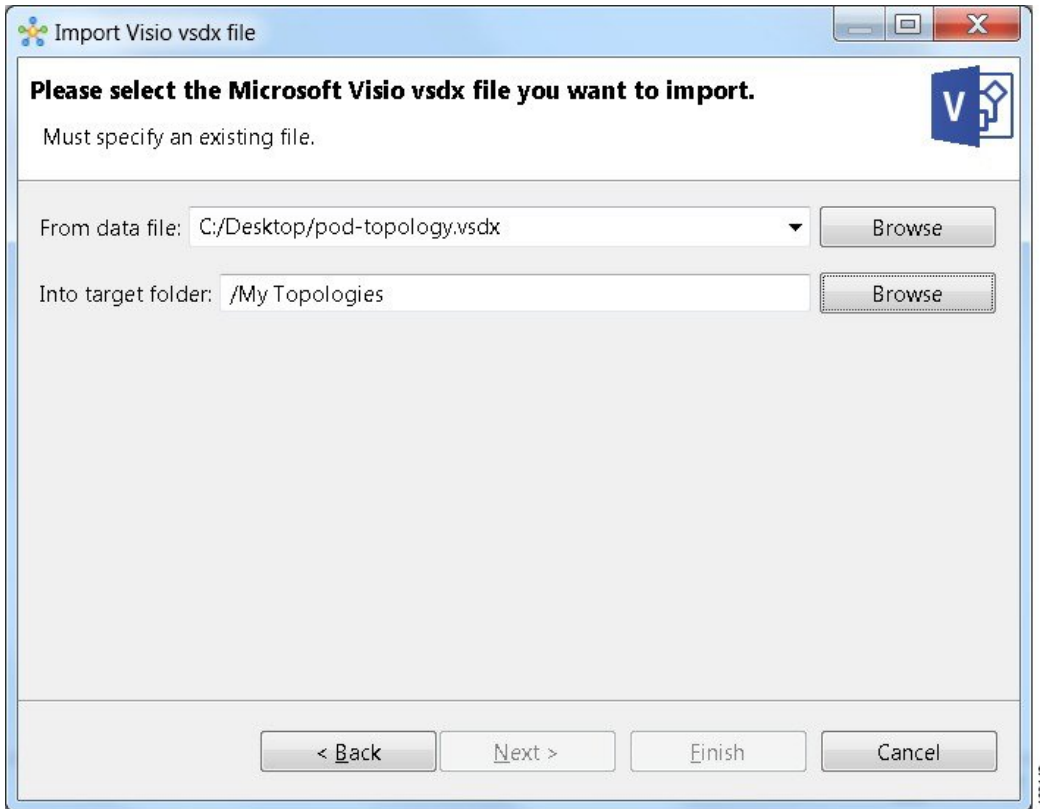 Import Visio vsdx file
Please select the Microsoft Visio vsdx file you want to import.
Must specify an existing file.
V
From data file: C:/Desktop/pod-topology.vsdx Browse
Into target folder: /My Topologies Browse
< Back Next > Finish Cancel